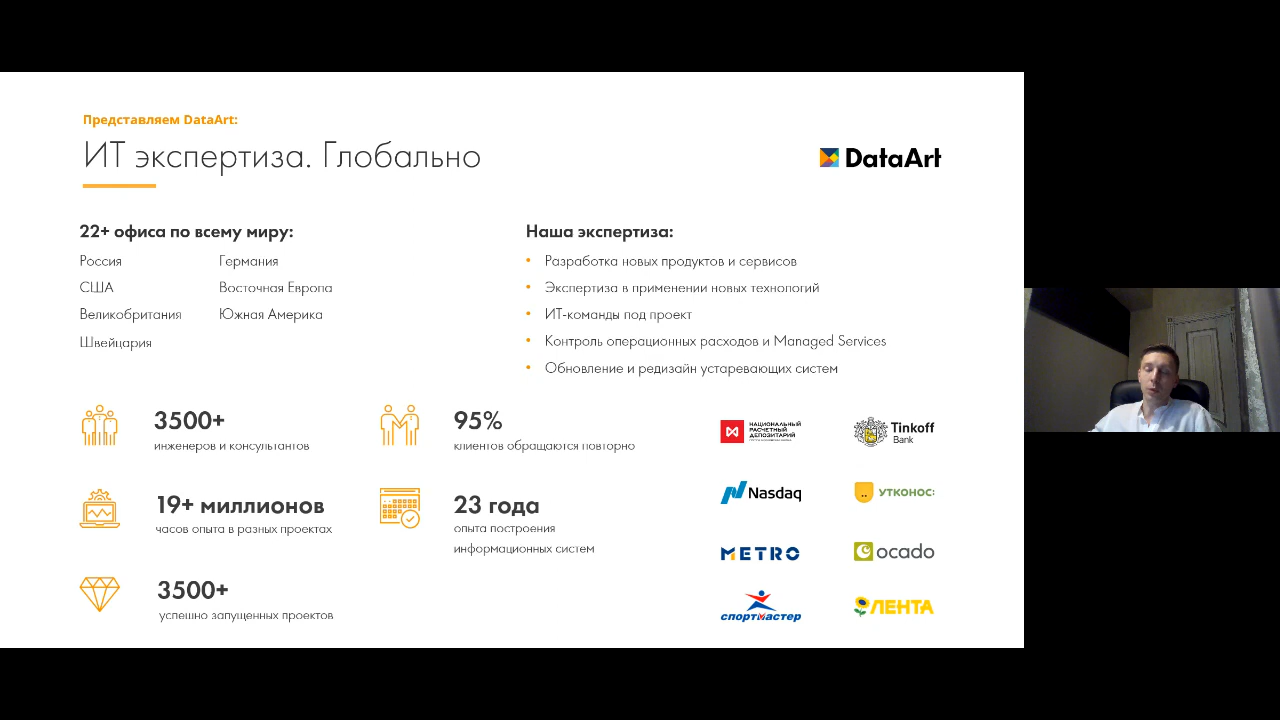 Представляем DataArt:
ИТ экспертиза. Глобально
DataArt
22+ офиса по всему миру:
Россия
Германия
США
Восточная Европа
Великобритания
Южная Америка
Швейцария
Наша экспертиза:
• Разработка новых продуктов и сервисов
• Экспертиза в применении новых технологий
• ИТ-команды под проект
• Контроль операционных расходов и Managed Services
• Обновление и редизайн устаревающих систем
3500+
инженеров и консультантов
95%
клиентов обращаются повторно
19+ миллионов
часов опыта в разных проектах
23 года
опыта построения
информационных систем
3500+
успешно запущенных проектов
НАЦИОНАЛЬНЫЙ
РАСЧЕТНЫЙ
ДЕПОЗИТАРИЙ
Tinkoff
Bank
Nasdaq
УТКОНОС:
METRO
ocado
СПОРТМАСТЕР
ЛЕНТА